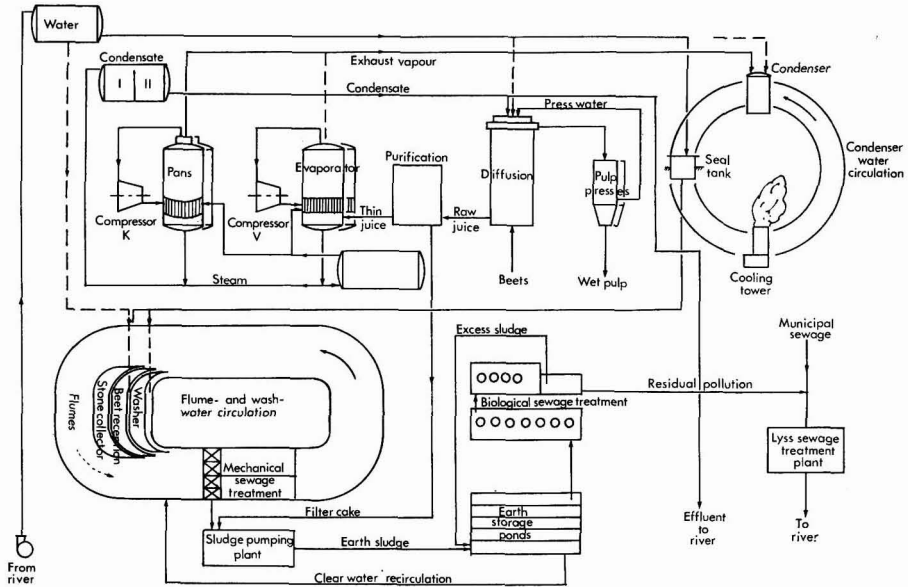 Water
Condensate
I II
Exhaust vapour
Condensate
Condenser
Press water
Pans
Evaporator
Purification
Diffusion
Pulp
presses
Seal
tank
Condenser
water
circulation
Compressor
K
Compressor
V
Thin
juice
Raw
juice
Steam
Beets
Wet pulp
Cooling
tower
Municipal
sewage
Excess sludge
Residual pollution
Biological sewage treatment
Flumes
Stone collector
Beet reception
Washer
Flume- and wash-
water circulation
Mechanical
sewage
treatment
Lyss sewage
treatment
plant
Filter cake
Earth
storage
ponds
Effluent
to
river
To
river
Sludge pumping
plant
Earth sludge
From
river
Clear water recirculation